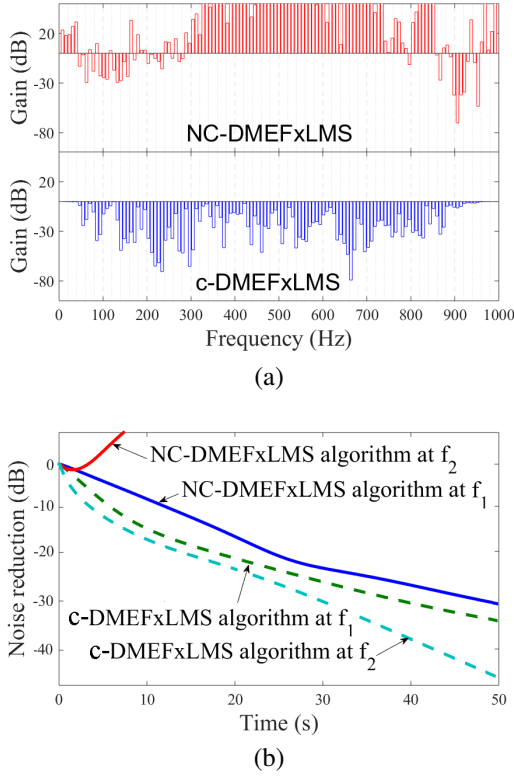 20
-30
-80
Gain (dB)
NC-DMEFxLMS
20
-30
-80
Gain (dB)
c-DMEFxLMS
0 100 200 300 400 500 600 700 800 900 1000
Frequency (Hz)
(a)
0
-10
-20
-30
-40
Noise reduction (dB)
NC-DMEFxLMS algorithm at f2
NC-DMEFxLMS algorithm at f1
c-DMEFxLMS algorithm at f1
c-DMEFxLMS algorithm at f2
0 10 20 30 40 50
Time (s)
(b)